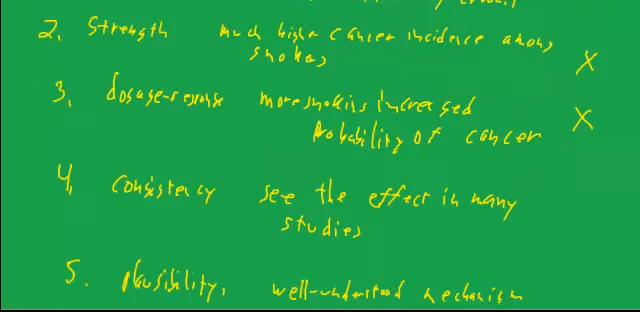 2. Strength much higher cancer incidence among
smokers X
3. dosage-response more smoking increased
probability of cancer X
4. consistency see the effect in many
studies
5. plausibility, well-understood mechanism